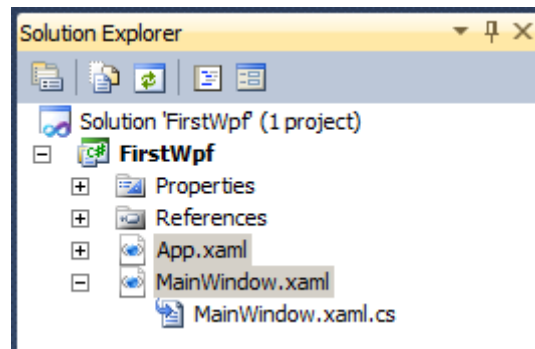 Solution Explorer
Solution 'FirstWpf' (1 project)
FirstWpf
Properties
References
App.xaml
MainWindow.xaml
MainWindow.xaml.cs